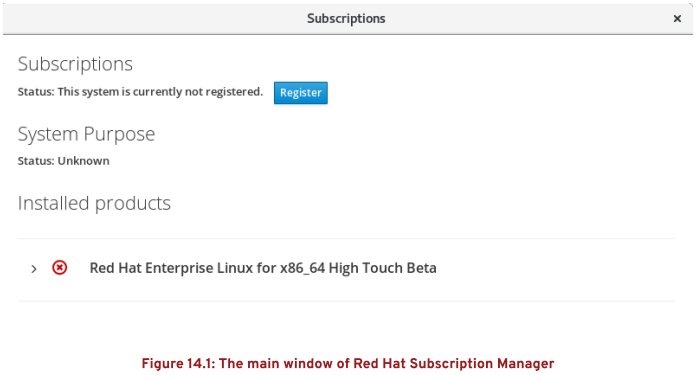 Subscriptions
Subscriptions
Status: This system is currently not registered. Register
System Purpose
Status: Unknown
Installed products
Red Hat Enterprise Linux for x86_64 High Touch Beta
Figure 14.1: The main window of Red Hat Subscription Manager